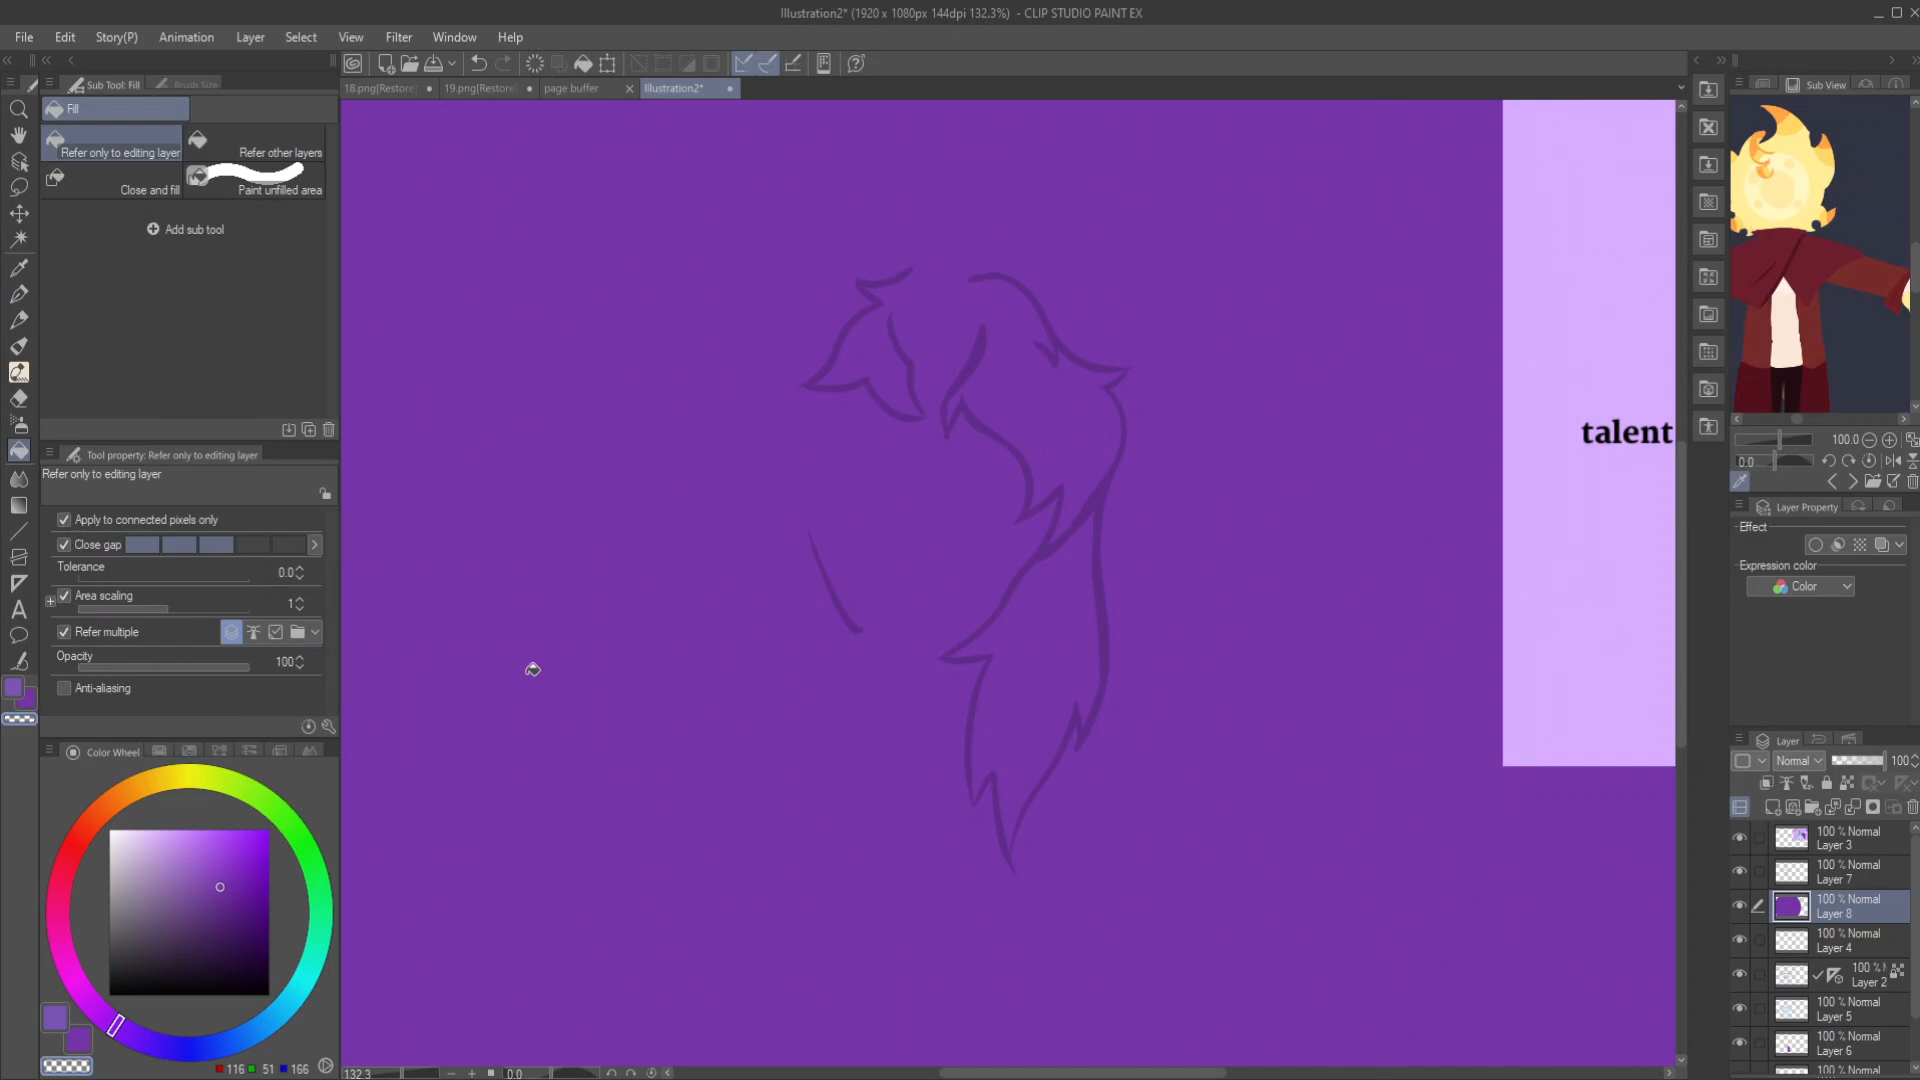 Illustration2* (1920 x 1080px 144dpi 132.3%) - CLIP STUDIO PAINT EX
File Edit Story(P) Animation Layer Select View Filter Window Help
Sub Tool: Fill Brush Size
18.png[Restore 19.png[Restore page buffer Illustration2*
Sub View
Fill
Refer only to editing layer Refer other layers
Close and fill Paint unfilled area
Add sub tool
talent
100.0
0.0
Tool property: Refer only to editing layer
Refer only to editing layer
Apply to connected pixels only
Close gap
Tolerance 0.0
Area scaling 1
Refer multiple
Opacity 100
Anti-aliasing
Layer Property
Effect
Expression color
Color
Color Wheel
116 51 166
132.3 0.0
Layer
Normal 100
100 % Normal
Layer 3
100 % Normal
Layer 7
100 % Normal
Layer 8
100 % Normal
Layer 4
100 %
Layer 2
100 % Normal
Layer 5
100 % Normal
Layer 6
100 % Normal